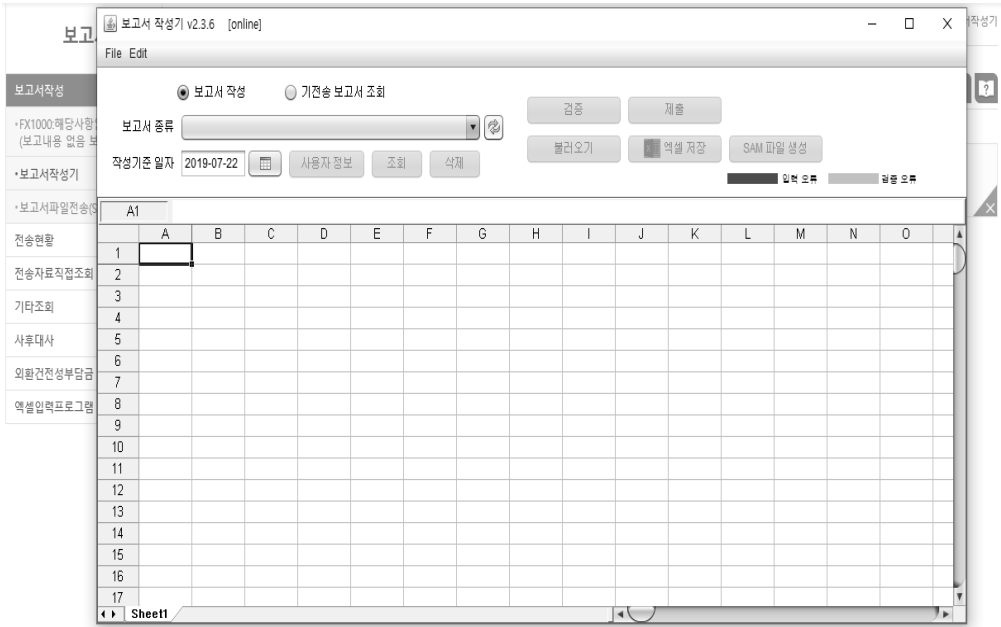 보고서 작성기 v2.3.6 [online]
File Edit
보고서 작성 기전송 보고서 조회
보고서 종류
작성기준 일자 2019-07-22 사용자 정보 조회 삭제
검증 제출
불러오기 엑셀 저장 SAM 파일 생성
입력 오류 검증 오류
A1
A B C D E F G H I J K L M N O
1
2
3
4
5
6
7
8
9
10
11
12
13
14
15
16
17
Sheet1
보고
보고서작성
•FX1000:해당사항
(보고내용 없음 보
•보고서작성기
•보고서파일전송(S
전송현황
전송자료직접조회
기타조회
사후대사
외환건전성부담금
엑셀입력프로그램
작성기
?
X